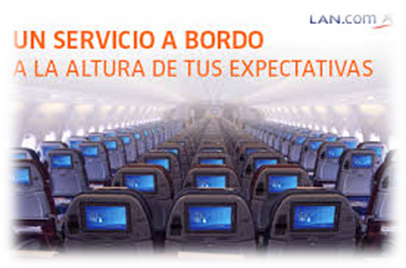 LAN.com
UN SERVICIO A BORDO
A LA ALTURA DE TUS EXPECTATIVAS